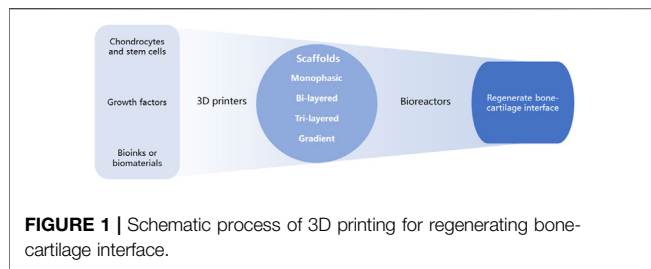 Chondrocytes
and stem cells
Growth factors
Bioinks or
biomaterials
3D printers
Scaffolds
Monophasic
Bi-layered
Tri-layered
Gradient
Bioreactors
Regenerate bone-
cartilage interface
FIGURE 1 | Schematic process of 3D printing for regenerating bone-
cartilage interface.